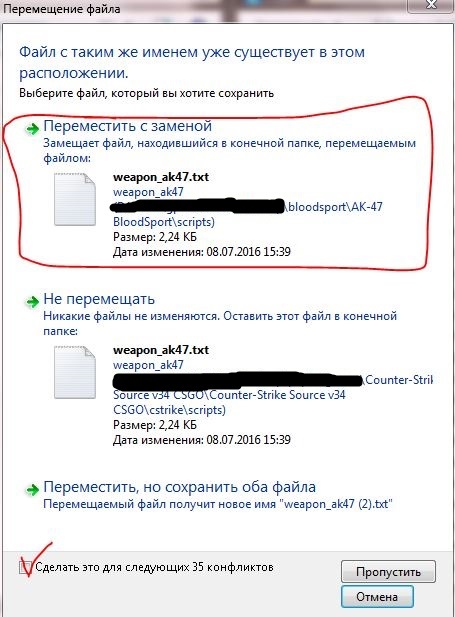 Перемещение файла
Файл с таким же именем уже существует в этом
расположении.
Выберите файл, который вы хотите сохранить
Переместить с заменой
Замещает файл, находившийся в конечной папке, перемещаемым
файлом:
weapon_ak47.txt
weapon_ak47
\bloodsport\AK-47
BloodSport\scripts)
Размер: 2,24 КБ
Дата изменения: 08.07.2016 15:39
Не перемещать
Никакие файлы не изменяются. Оставить этот файл в конечной
папке:
weapon_ak47.txt
weapon_ak47
\Counter-Strik
Source v34 CSGO\Counter-Strike Source v34
CSGO\cstrike\scripts)
Размер: 2,24 КБ
Дата изменения: 08.07.2016 15:39
Переместить, но сохранить оба файла
Перемещаемый файл получит новое имя "weapon_ak47 (2).txt"
Сделать это для следующих 35 конфликтов
Пропустить
Отмена